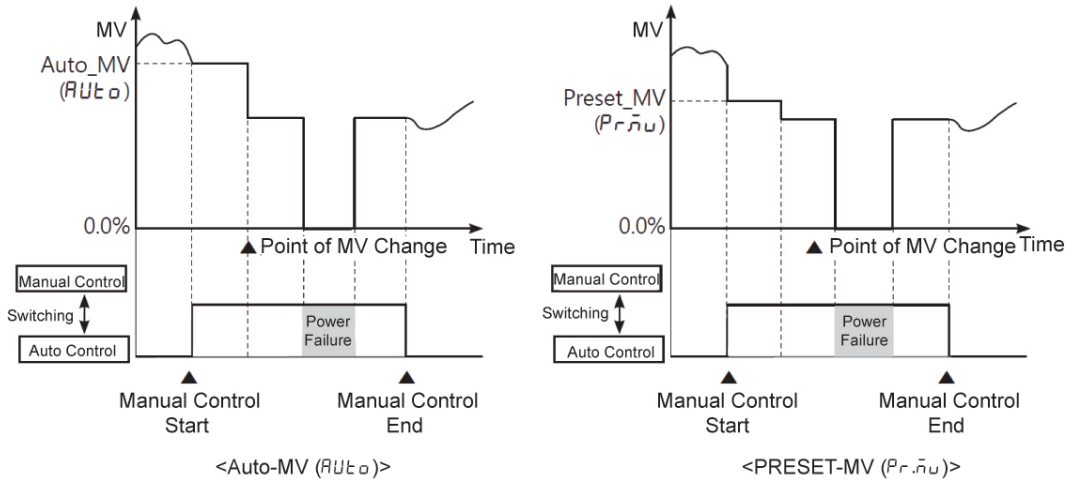 MV
Auto_MV
(AUto)
0.0%
▲ Point of MV Change
Time
Manual Control
Switching
Auto Control
Power
Failure
▲
Manual Control
Start
▲
Manual Control
End
<Auto-MV (AUto)>
MV
Preset_MV
(Pr.mu)
0.0%
▲ Point of MV Change
Time
Manual Control
Switching
Auto Control
Power
Failure
▲
Manual Control
Start
▲
Manual Control
End
<PRESET-MV (Pr.mu)>